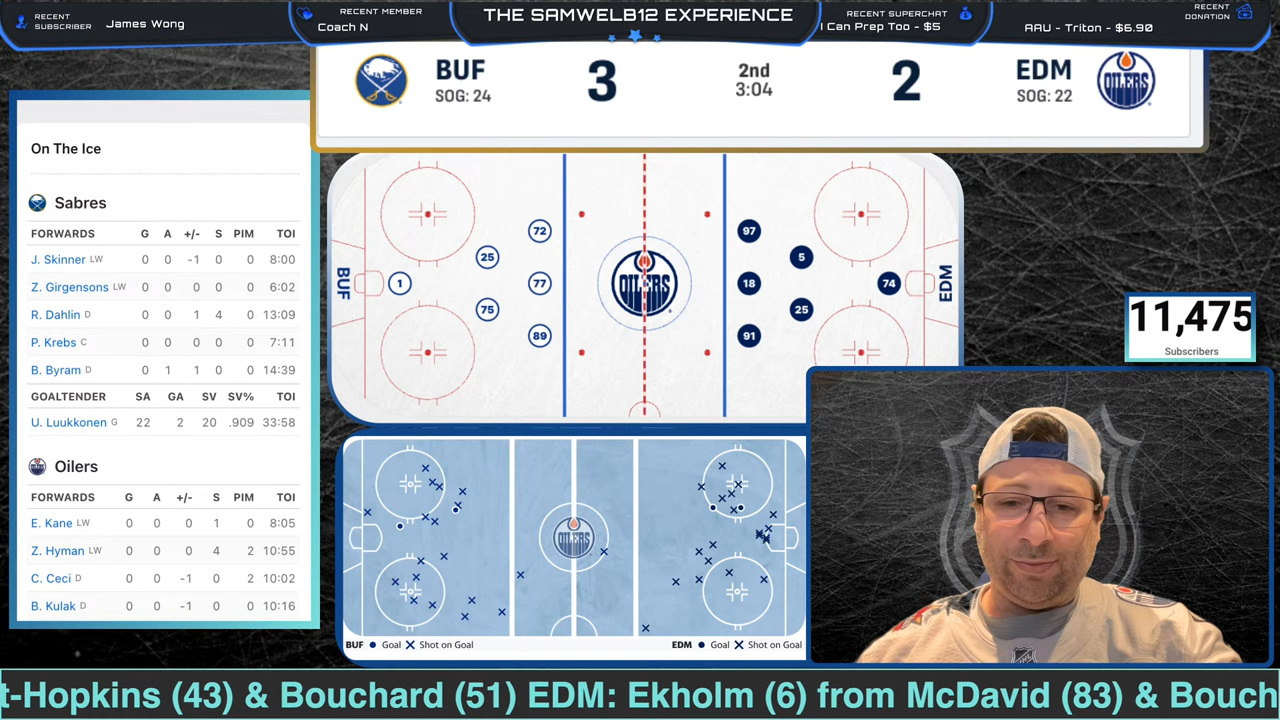 RECENT SUBSCRIBER
James Wong
RECENT MEMBER
Coach N
THE SAMWELB12 EXPERIENCE
RECENT SUPERCHAT
I Can Prep Too - $5
AAU - Triton - $6.90
RECENT DONATION
BUF
SOG: 24
3
2nd
3:04
2
EDM
SOG: 22
OILERS
On The Ice
Sabres
FORWARDS G A +/- S PIM TOI
J. Skinner LW 0 0 -1 0 0 8:00
Z. Girgensons LW 0 0 0 0 0 6:02
R. Dahlin D 0 0 1 4 0 13:09
P. Krebs C 0 0 0 0 0 7:11
B. Byram D 0 1 1 0 0 14:39
GOALTENDER SA GA SV SV% TOI
U. Luukkonen G 22 2 20 .909 33:58
Oilers
FORWARDS G A +/- S PIM TOI
E. Kane LW 0 0 0 1 0 8:05
Z. Hyman LW 0 0 0 4 2 10:55
C. Ceci D 0 0 -1 0 2 10:02
B. Kulak D 0 0 -1 0 0 10:16
BUF
1
25
75
72
77
89
OILERS
97
18
91
5
25
74
EDM
11,475
Subscribers
OILERS
BUF Goal Shot on Goal
EDM Goal Shot on Goal
NHL
t-Hopkins (43) & Bouchard (51) EDM: Ekholm (6) from McDavid (83) & Bouch